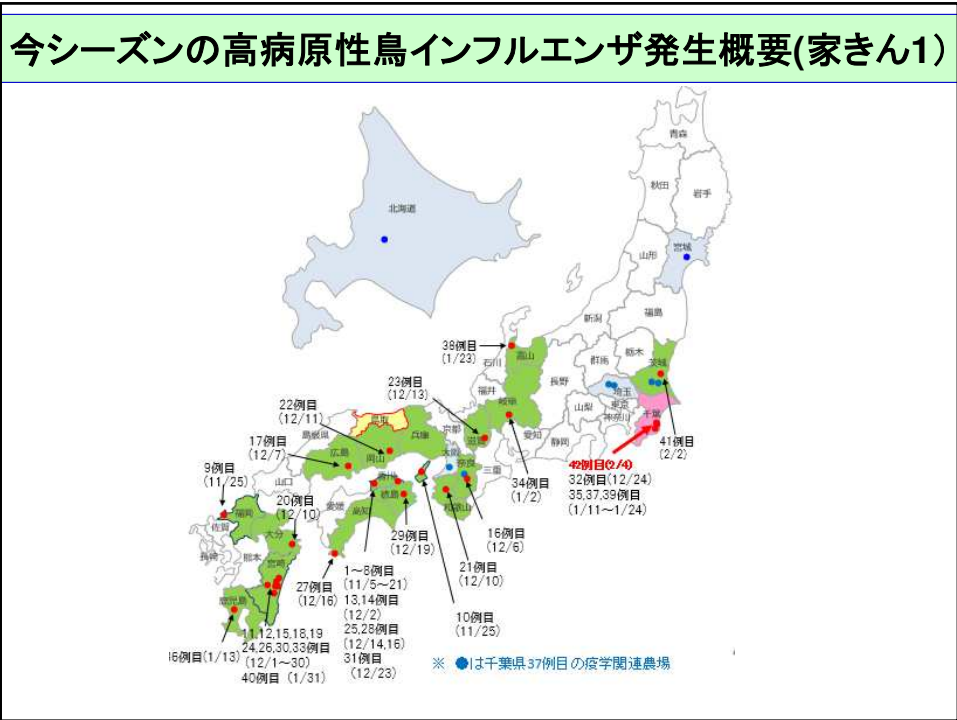 今シーズンの高病原性鳥インフルエンザ発生概要(家きん1)
青森
秋田
岩手
北海道
宮城
山形
新潟
福島
38例目
(1/23)
富山
石川
群馬
栃木
茨城
23例目
(12/13)
福井
長野
埼玉
22例目
(12/11)
岐阜
山梨
東京
神奈川
千葉
鳥取
京都
島根県
兵庫
滋賀
愛知
静岡
17例目
(12/7)
広島
岡山
大阪
奈良
三重
41例目
(2/2)
9例目
(11/25)
山口
香川
42例目(2/4)
32例目(12/24)
35,37,39例目
(1/11～1/24)
34例目
(1/2)
20例目
(12/10)
愛媛
徳島
高知
和歌山
福岡
佐賀
大分
長崎
熊本
宮崎
29例目
(12/19)
16例目
(12/6)
21例目
(12/10)
27例目
(12/16)
1～8例目
(11/5～21)
13,14例目
(12/2)
25,28例目
(12/14,16)
31例目
(12/23)
10例目
(11/25)
鹿児島
11,12,15,18,19
24,26,30,33例目
(12/1～30)
40例目 (1/31)
36例目(1/13)
※ ●は千葉県37例目の疫学関連農場